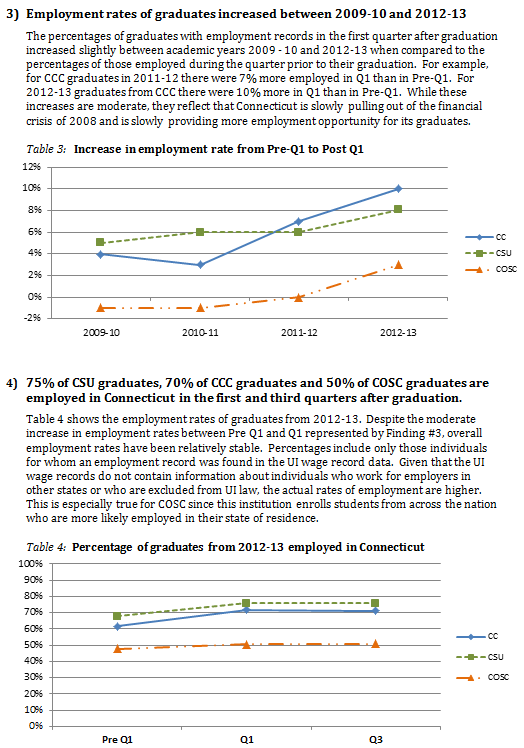 3) Employment rates of graduates increased between 2009-10 and 2012-13
The percentages of graduates with employment records in the first quarter after graduation
increased slightly between academic years 2009 - 10 and 2012-13 when compared to the
percentages of those employed during the quarter prior to their graduation. For example,
for CCC graduates in 2011-12 there were 7% more employed in Q1 than in Pre-Q1. For
2012-13 graduates from CCC there were 10% more in Q1 than in Pre-Q1. While these
increases are moderate, they reflect that Connecticut is slowly pulling out of the financial
crisis of 2008 and is slowly providing more employment opportunity for its graduates.
Table 3: Increase in employment rate from Pre-Q1 to Post Q1
12%
10%
8%
6%
4%
2%
0%
-2%
2009-10 2010-11 2011-12 2012-13
CC
CSU
COSC
4) 75% of CSU graduates, 70% of CCC graduates and 50% of COSC graduates are
employed in Connecticut in the first and third quarters after graduation.
Table 4 shows the employment rates of graduates from 2012-13. Despite the moderate
increase in employment rates between Pre Q1 and Q1 represented by Finding #3, overall
employment rates have been relatively stable. Percentages include only those individuals
for whom an employment record was found in the UI wage record data. Given that the UI
wage records do not contain information about individuals who work for employers in
other states or who are excluded from UI law, the actual rates of employment are higher.
This is especially true for COSC since this institution enrolls students from across the nation
who are more likely employed in their state of residence.
Table 4: Percentage of graduates from 2012-13 employed in Connecticut
100%
90%
80%
70%
60%
50%
40%
30%
20%
10%
0%
Pre Q1 Q1 Q3
CC
CSU
COSC